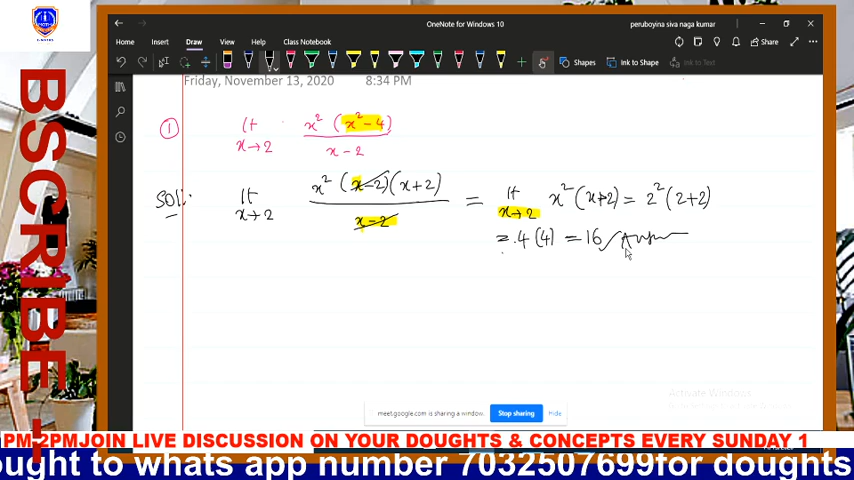 OneNote for Windows 10
peruboyina siva naga kumar
Home Insert Draw View Help Class Notebook
Share
Shapes Ink to Shape Ink to Text
Friday, November 13, 2020 8:34 PM
① lt x→2 x²(x²-4) / x-2
Sol: lt x→2 x²(x-2)(x+2) / x-2 = lt x→2 x²(x+2) = 2²(2+2)
= 4(4) = 16
BSCRIBE
Activate Windows
meet.google.com is sharing a window. Stop sharing Hide
PM-2PMJOIN LIVE DISCUSSION ON YOUR DOUGHTS & CONCEPTS EVERY SUNDAY 1
ought to whats app number 7032507699for doughts